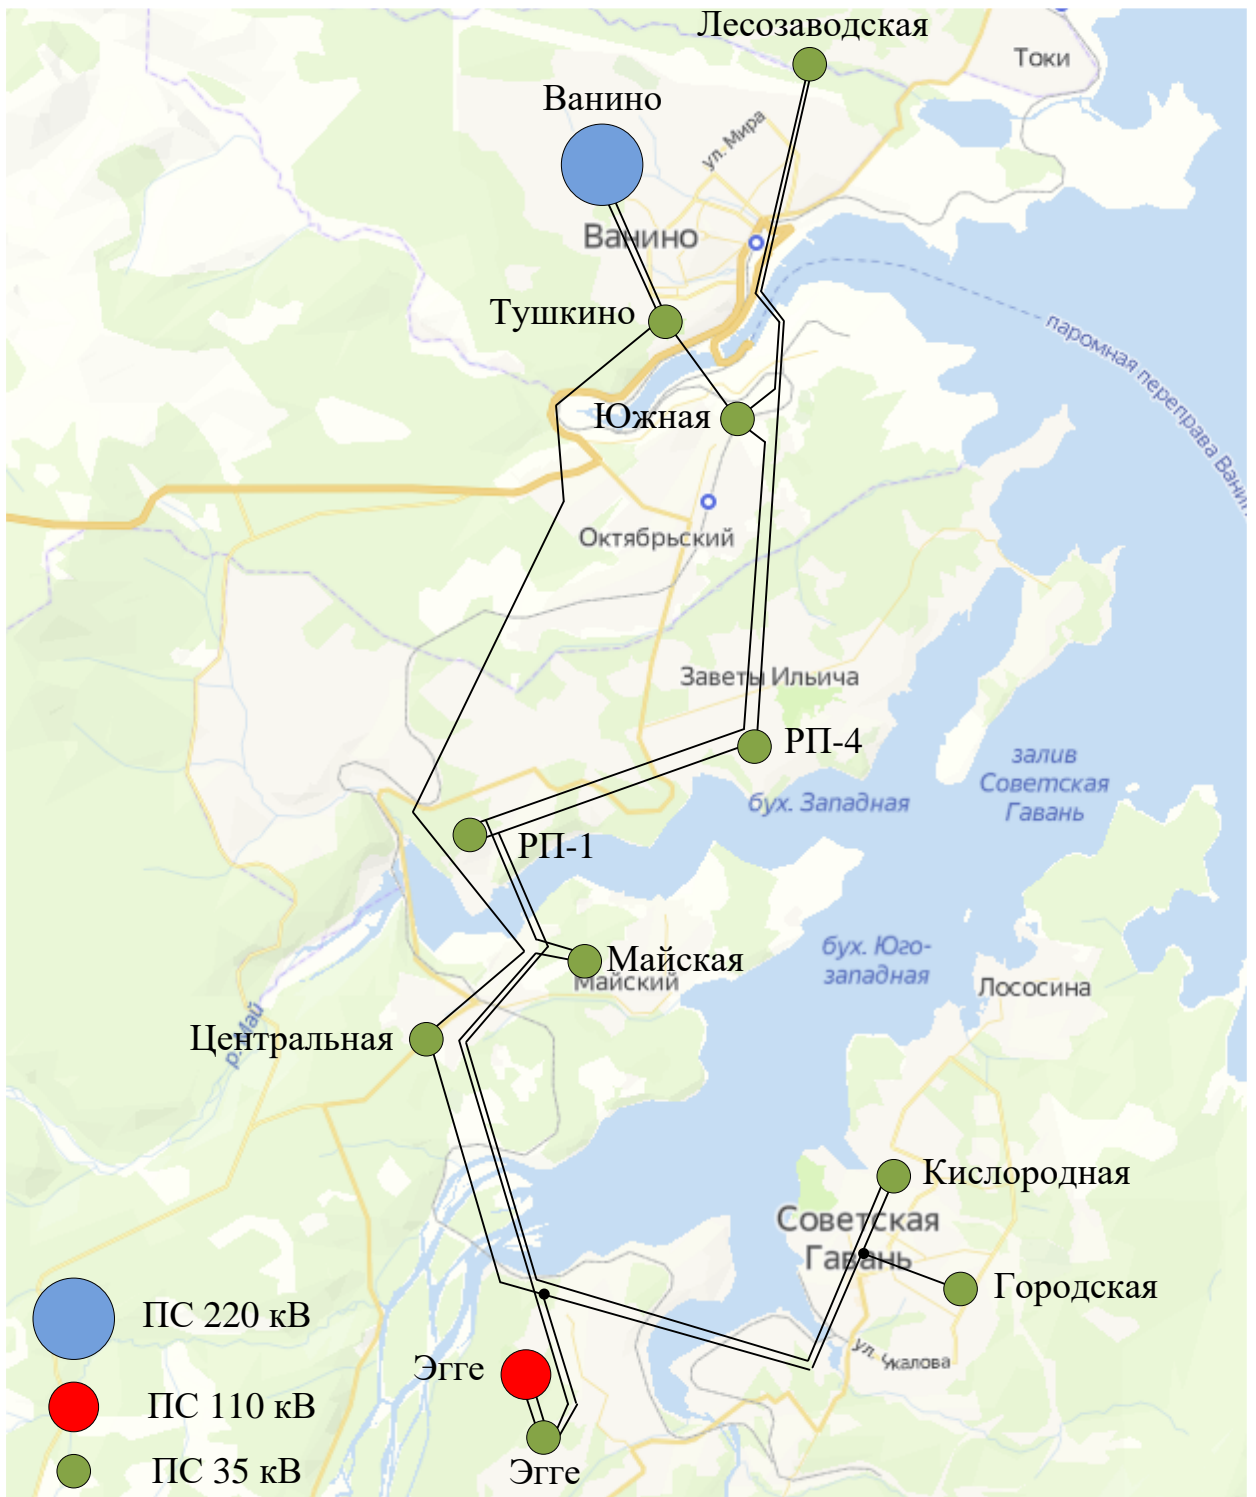 Лесозаводская
Токи
Ванино
ул. Мира
Ванино
Тушкино
паромная переправа Ванин
Южная
Октябрьский
Заветы Ильича
РП-4
залив
Советская
Гавань
бух. Западная
РП-1
Майская
Майский
бух. Юго-
западная
Лососина
Центральная
р. Май
Кислородная
Советская
Гавань
Городская
ПС 220 кВ
ул. Чкалова
Эгге
ПС 110 кВ
ПС 35 кВ
Эгге